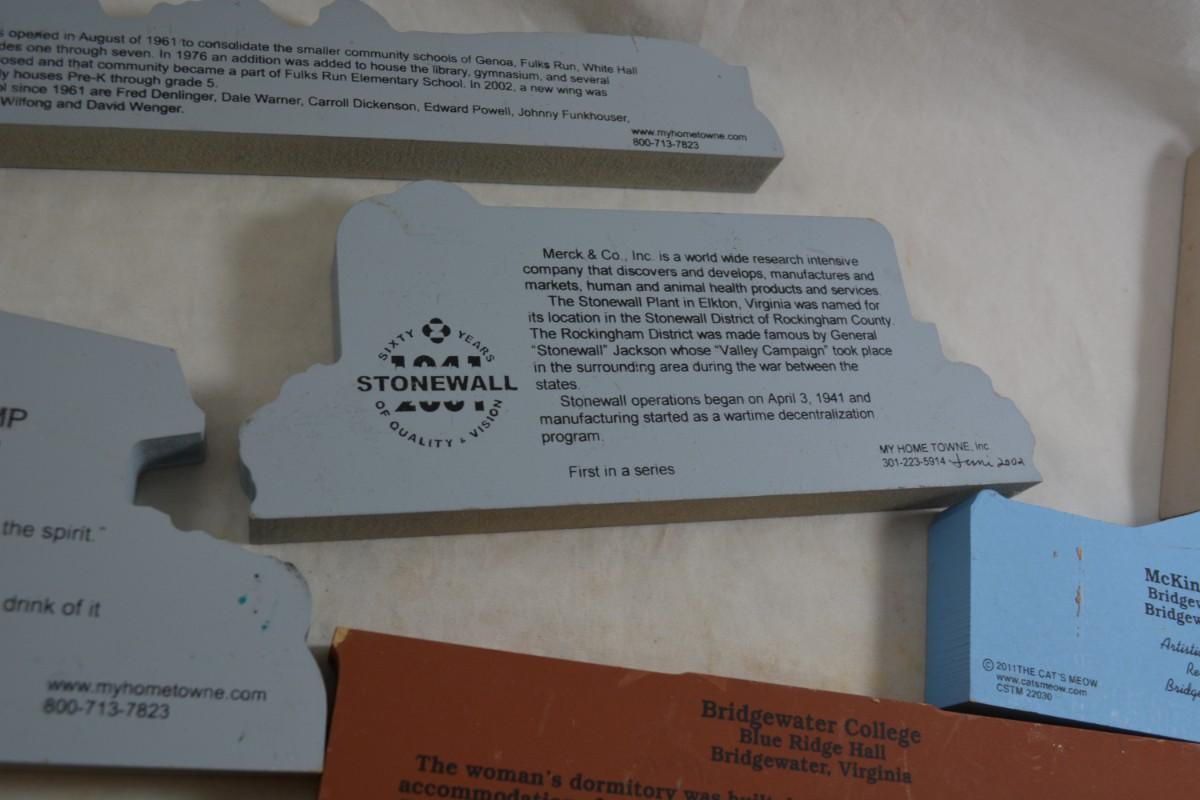 opened in August of 1961 to consolidate the smaller community schools of Genoa, Fulks Run, White Hall
one through seven. In 1976 an addition was added to house the library, gymnasium, and several
and that community became a part of Fulks Run Elementary School. In 2002, a new wing was
houses Pre-K through grade 5.
since 1961 are Fred Denlinger, Dale Warner, Carroll Dickenson, Edward Powell, Johnny Funkhouser,
Wilfong and David Wenger.
www.myhometowne.com
800-713-7823
Merck & Co., Inc. is a world wide research intensive
company that discovers and develops, manufactures and
markets, human and animal health products and services.
The Stonewall Plant in Elkton, Virginia was named for
its location in the Stonewall District of Rockingham County.
The Rockingham District was made famous by General
"Stonewall" Jackson whose "Valley Campaign" took place
in the surrounding area during the war between the
states.
Stonewall operations began on April 3, 1941 and
manufacturing started as a wartime decentralization
program.
First in a series
MY HOME TOWNE, inc
301-223-5914 Terri 2002
SIXTY YEARS
1941
STONEWALL
2001
OF QUALITY & VISION
MP
the spirit."
drink of it
www.myhometowne.com
800-713-7823
Bridgewater College
Blue Ridge Hall
Bridgewater, Virginia
The woman's dormitory was
©2011 THE CAT'S MEOW
www.catsmeow.com
CSTM 22030